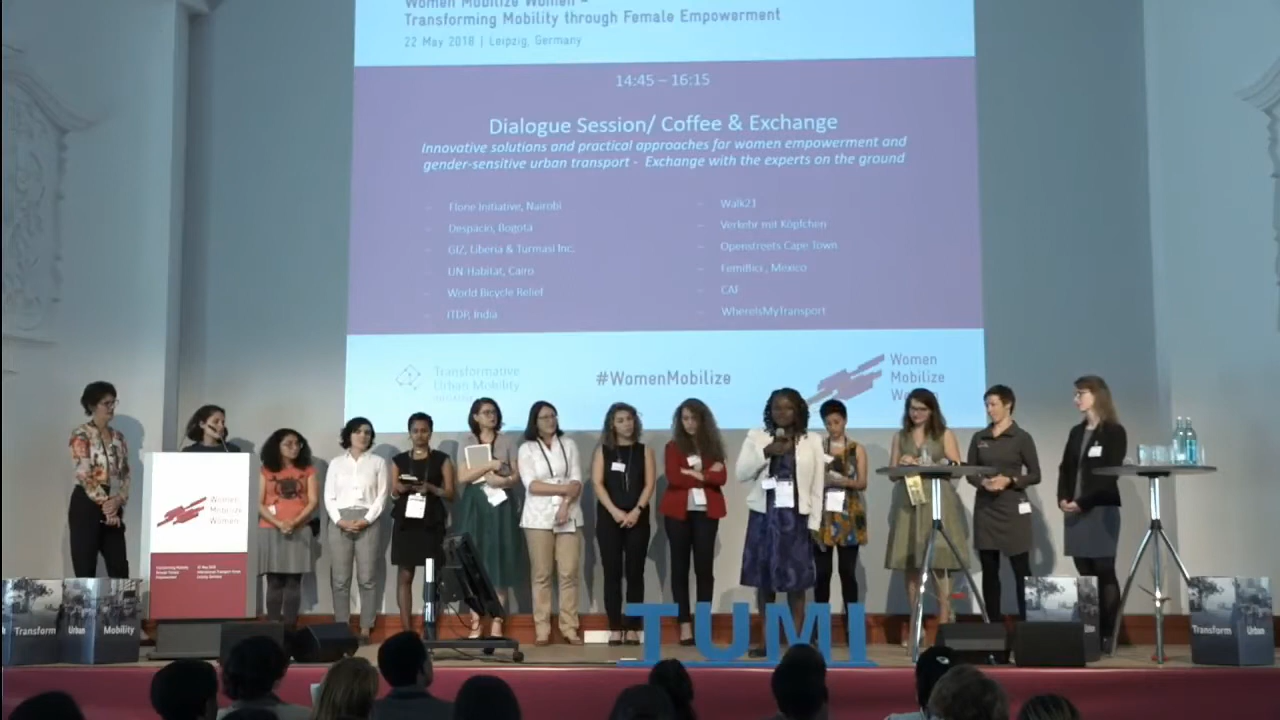 Women Mobilize Women –
Transforming Mobility through Female Empowerment
22 May 2018 | Leipzig, Germany
14:45 – 16:15
Dialogue Session/ Coffee & Exchange
Innovative solutions and practical approaches for women empowerment and
gender-sensitive urban transport - Exchange with the experts on the ground
– Flone Initiative, Nairobi
– Despacio, Bogota
– GIZ, Liberia & Turmasi Inc.
– UN Habitat, Cairo
– World Bicycle Relief
– ITDP, India
– Walk21
– Verkehr mit Köpfchen
– Openstreets Cape Town
– Femibici, Mexico
– CAF
– WhereIsMyTransport
Transformative
Urban Mobility
#WomenMobilize
Women
Mobilize
Women
Mobilize
Women
Transform
Urban
Mobility
TUMI
Transform
Urban